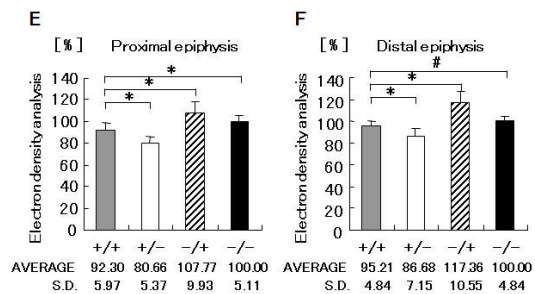 E
[%] Proximal epiphysis
Electron density analysis
140
120
100
80
60
40
20
0
*
*
*
+/+ +/− −/+ −/−
AVERAGE 92.30 80.66 107.77 100.00
S.D. 5.97 5.37 9.93 5.11
F
[%] Distal epiphysis
Electron density analysis
140
120
100
80
60
40
20
0
#
*
*
+/+ +/− −/+ −/−
95.21 86.68 117.36 100.00
4.84 7.15 10.55 4.84